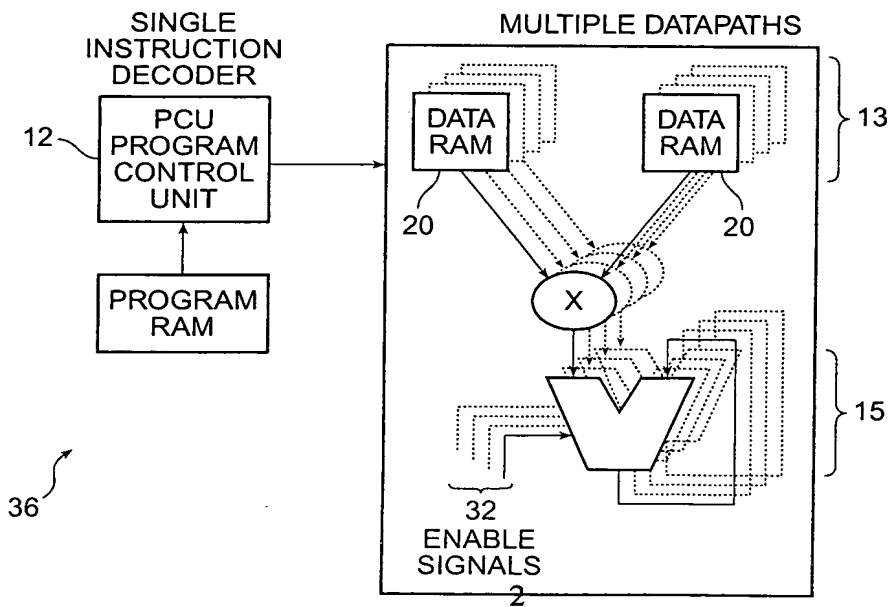 SINGLE
INSTRUCTION
DECODER
MULTIPLE DATAPATHS
12
PCU
PROGRAM
CONTROL
UNIT
PROGRAM
RAM
DATA
RAM
20
DATA
RAM
20
13
X
15
32
ENABLE
SIGNALS
2
36